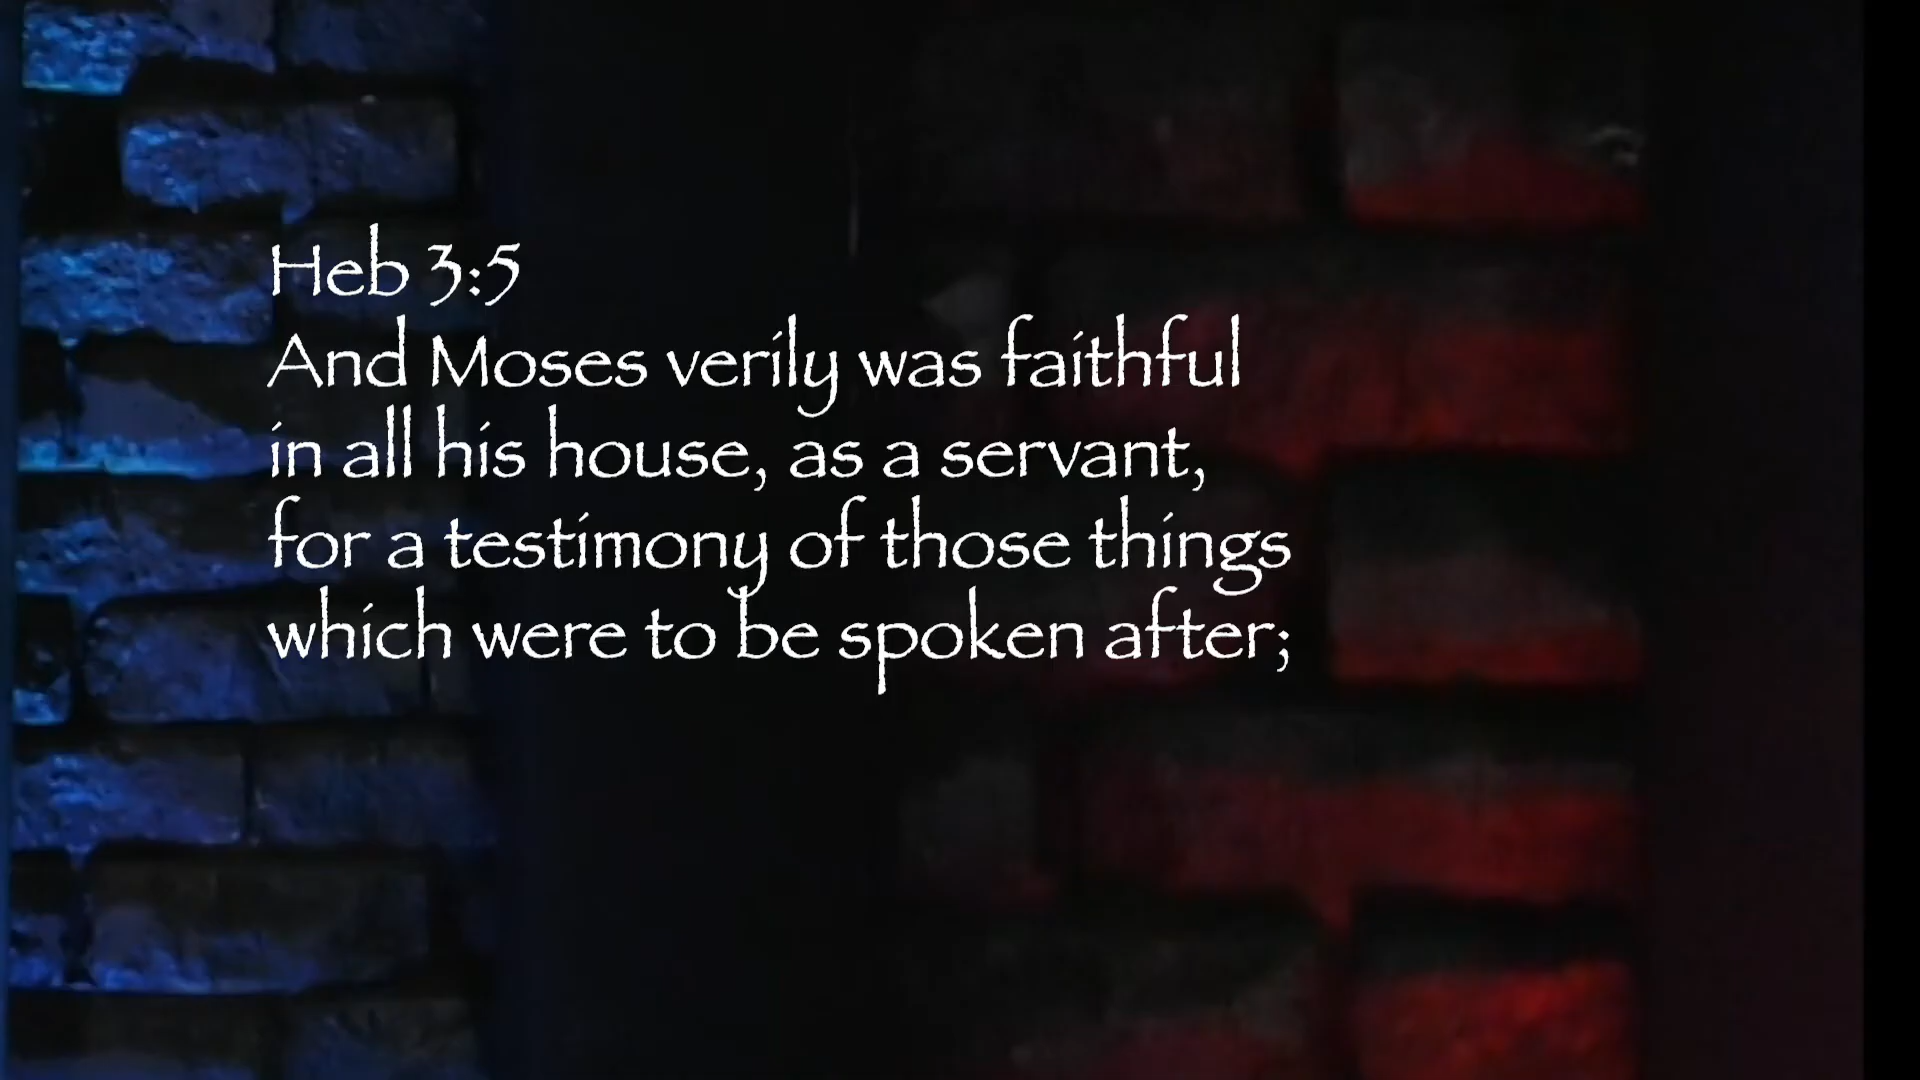 Heb 3:5
And Moses verily was faithful
in all his house, as a servant,
for a testimony of those things
which were to be spoken after;